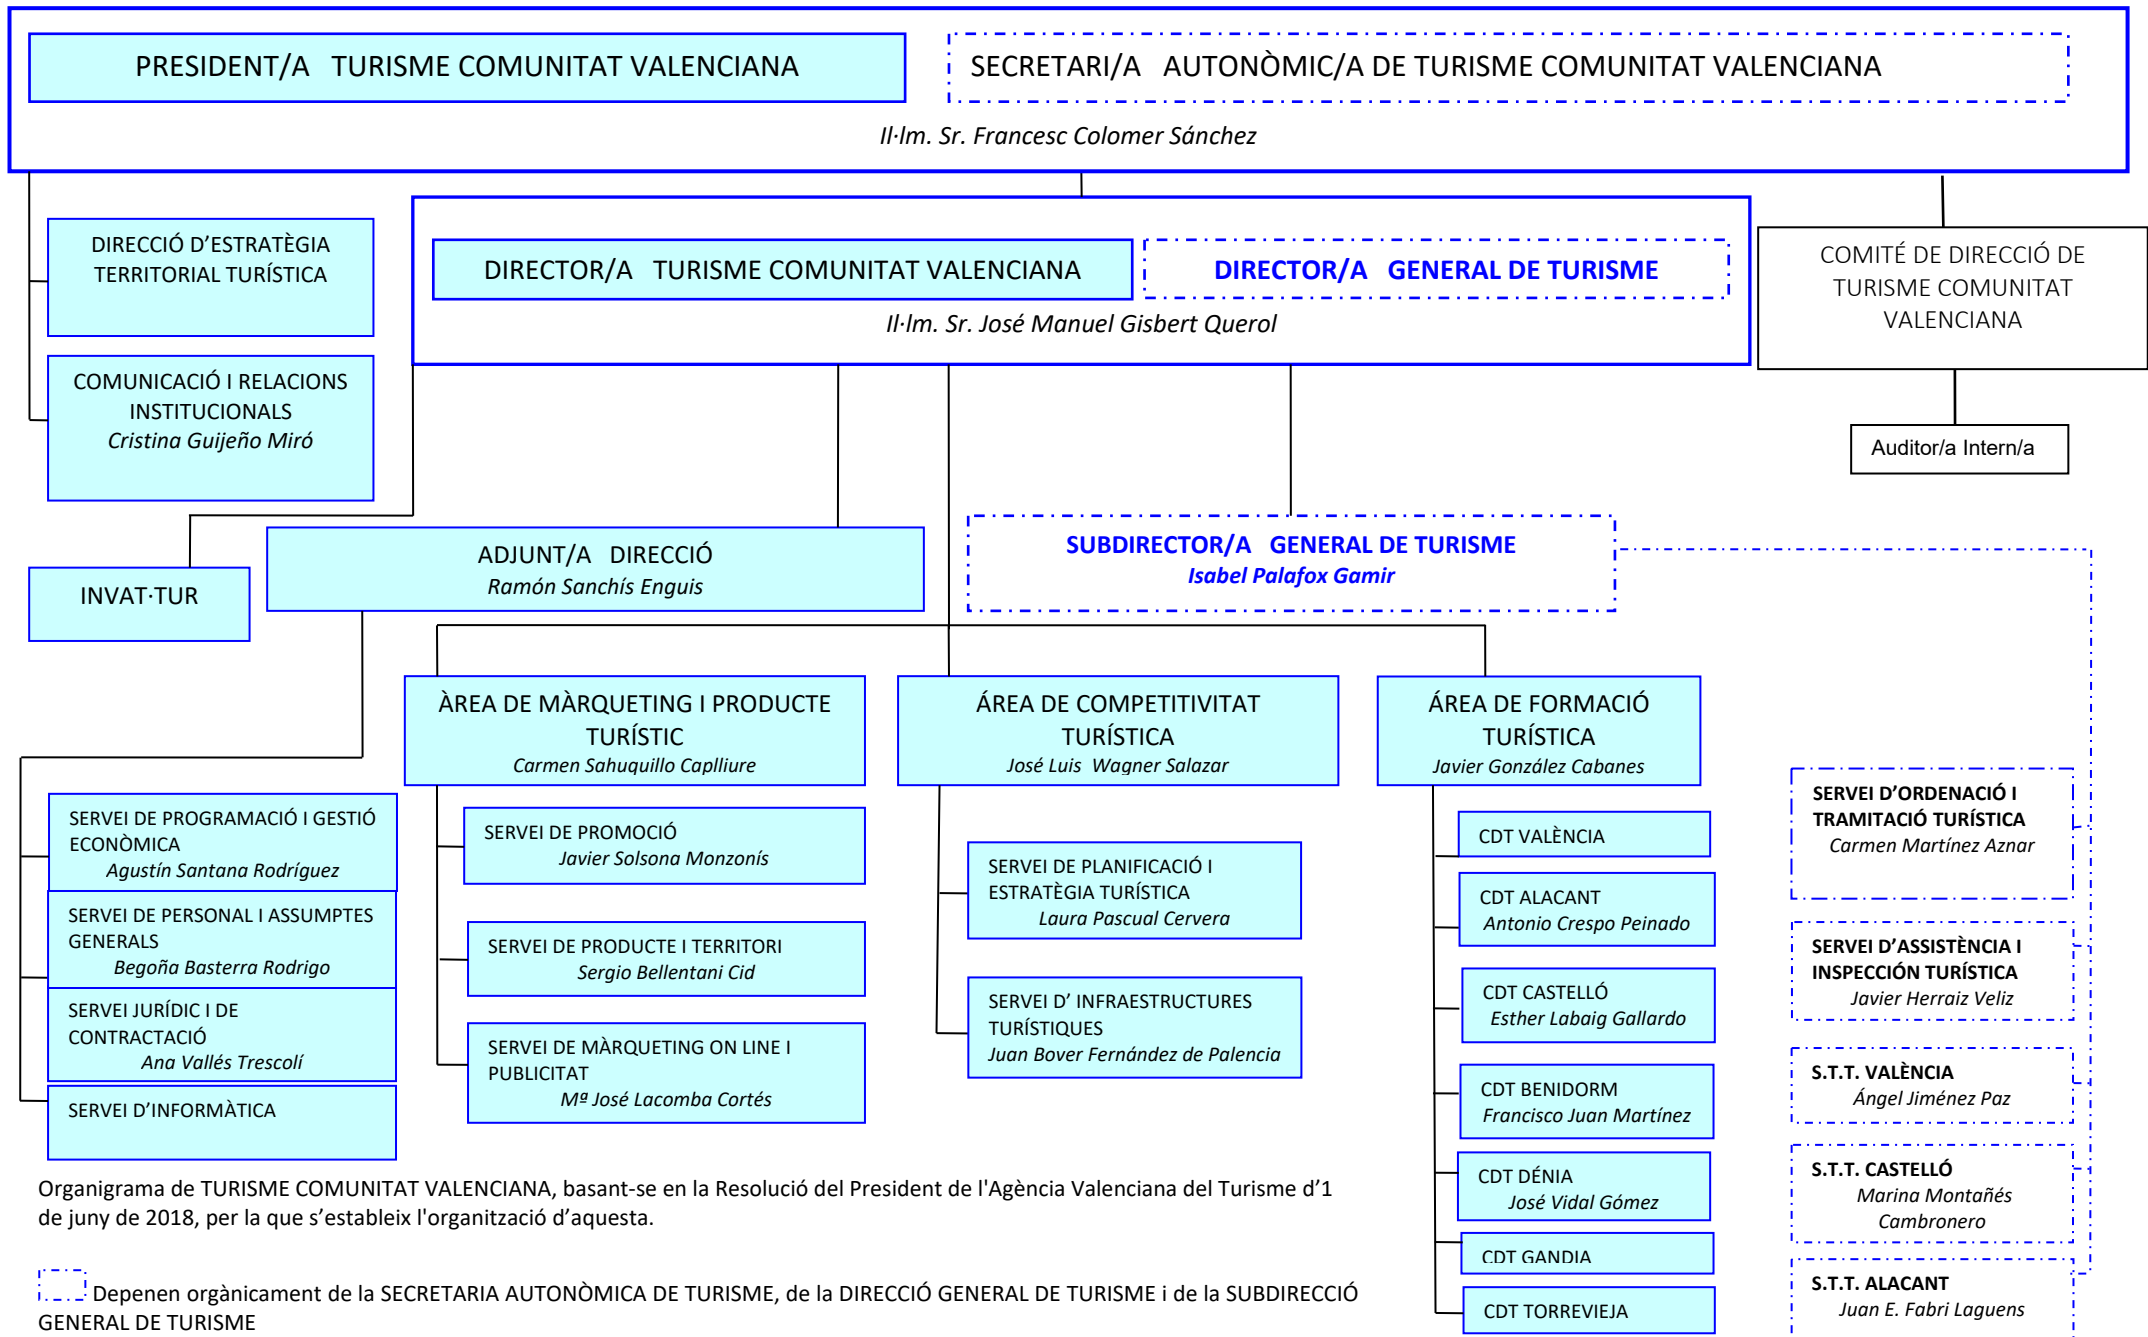 PRESIDENT/A TURISME COMUNITAT VALENCIANA
SECRETARI/A AUTONÒMIC/A DE TURISME COMUNITAT VALENCIANA
Il·lm. Sr. Francesc Colomer Sánchez
DIRECCIÓ D’ESTRATÈGIA
TERRITORIAL TURÍSTICA
COMUNICACIÓ I RELACIONS
INSTITUCIONALS
Cristina Guijeño Miró
DIRECTOR/A TURISME COMUNITAT VALENCIANA
DIRECTOR/A GENERAL DE TURISME
Il·lm. Sr. José Manuel Gisbert Querol
COMITÉ DE DIRECCIÓ DE
TURISME COMUNITAT
VALENCIANA
Auditor/a Intern/a
INVAT·TUR
ADJUNT/A DIRECCIÓ
Ramón Sanchís Enguis
SUBDIRECTOR/A GENERAL DE TURISME
Isabel Palafox Gamir
ÀREA DE MÀRQUETING I PRODUCTE
TURÍSTIC
Carmen Sahuquillo Caplliure
ÁREA DE COMPETITIVITAT
TURÍSTICA
José Luis Wagner Salazar
ÁREA DE FORMACIÓ
TURÍSTICA
Javier González Cabanes
SERVEI DE PROGRAMACIÓ I GESTIÓ
ECONÒMICA
Agustín Santana Rodríguez
SERVEI DE PERSONAL I ASSUMPTES
GENERALS
Begoña Basterra Rodrigo
SERVEI JURÍDIC I DE
CONTRACTACIÓ
Ana Vallés Trescolí
SERVEI D’INFORMÀTICA
SERVEI DE PROMOCIÓ
Javier Solsona Monzonís
SERVEI DE PRODUCTE I TERRITORI
Sergio Bellentani Cid
SERVEI DE MÀRQUETING ON LINE I
PUBLICITAT
Mª José Lacomba Cortés
SERVEI DE PLANIFICACIÓ I
ESTRATÈGIA TURÍSTICA
Laura Pascual Cervera
SERVEI D’ INFRAESTRUCTURES
TURÍSTIQUES
Juan Bover Fernández de Palencia
CDT VALÈNCIA
CDT ALACANT
Antonio Crespo Peinado
CDT CASTELLÓ
Esther Labaig Gallardo
CDT BENIDORM
Francisco Juan Martínez
CDT DÉNIA
José Vidal Gómez
CDT GANDIA
CDT TORREVIEJA
SERVEI D’ORDENACIÓ I
TRAMITACIÓ TURÍSTICA
Carmen Martínez Aznar
SERVEI D’ASSISTÈNCIA I
INSPECCIÓN TURÍSTICA
Javier Herraiz Veliz
S.T.T. VALÈNCIA
Ángel Jiménez Paz
S.T.T. CASTELLÓ
Marina Montañés
Cambronero
S.T.T. ALACANT
Juan E. Fabri Laguens
Organigrama de TURISME COMUNITAT VALENCIANA, basant-se en la Resolució del President de l'Agència Valenciana del Turisme d’1
de juny de 2018, per la que s’estableix l'organització d’aquesta.
Depenen orgànicament de la SECRETARIA AUTONÒMICA DE TURISME, de la DIRECCIÓ GENERAL DE TURISME i de la SUBDIRECCIÓ
GENERAL DE TURISME